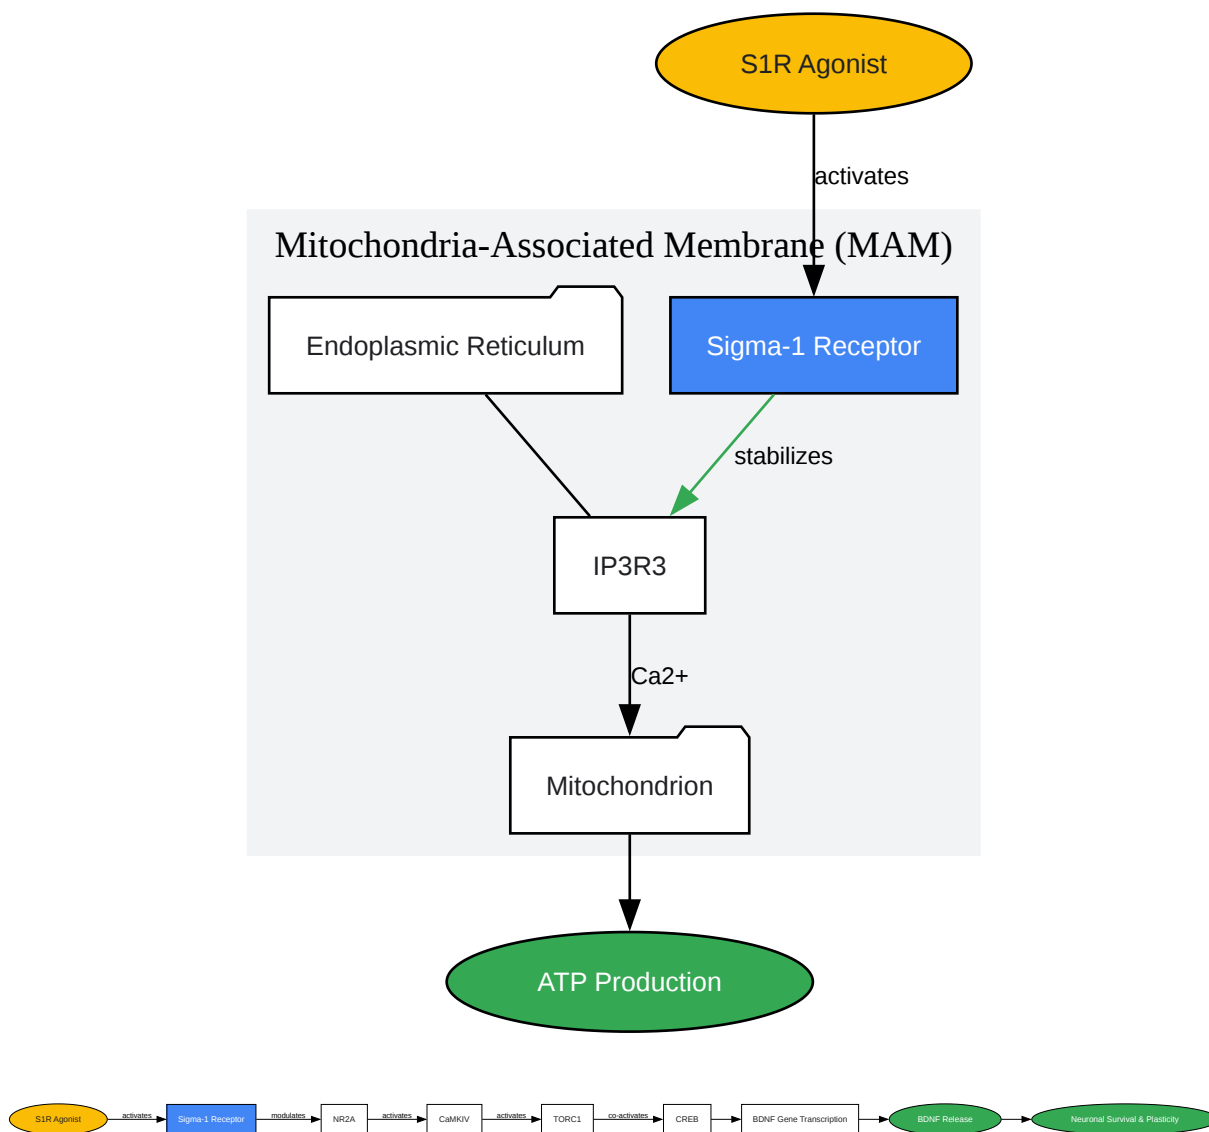 S1R Agonist
activates
Mitochondria-Associated Membrane (MAM)
Endoplasmic Reticulum
Sigma-1 Receptor
stabilizes
IP3R3
Ca2+
Mitochondrion
ATP Production
S1R Agonist
activates
Sigma-1 Receptor
modulates
NR2A
activates
CaMKIV
activates
TORC1
co-activates
CREB
BDNF Gene Transcription
BDNF Release
Neuronal Survival & Plasticity